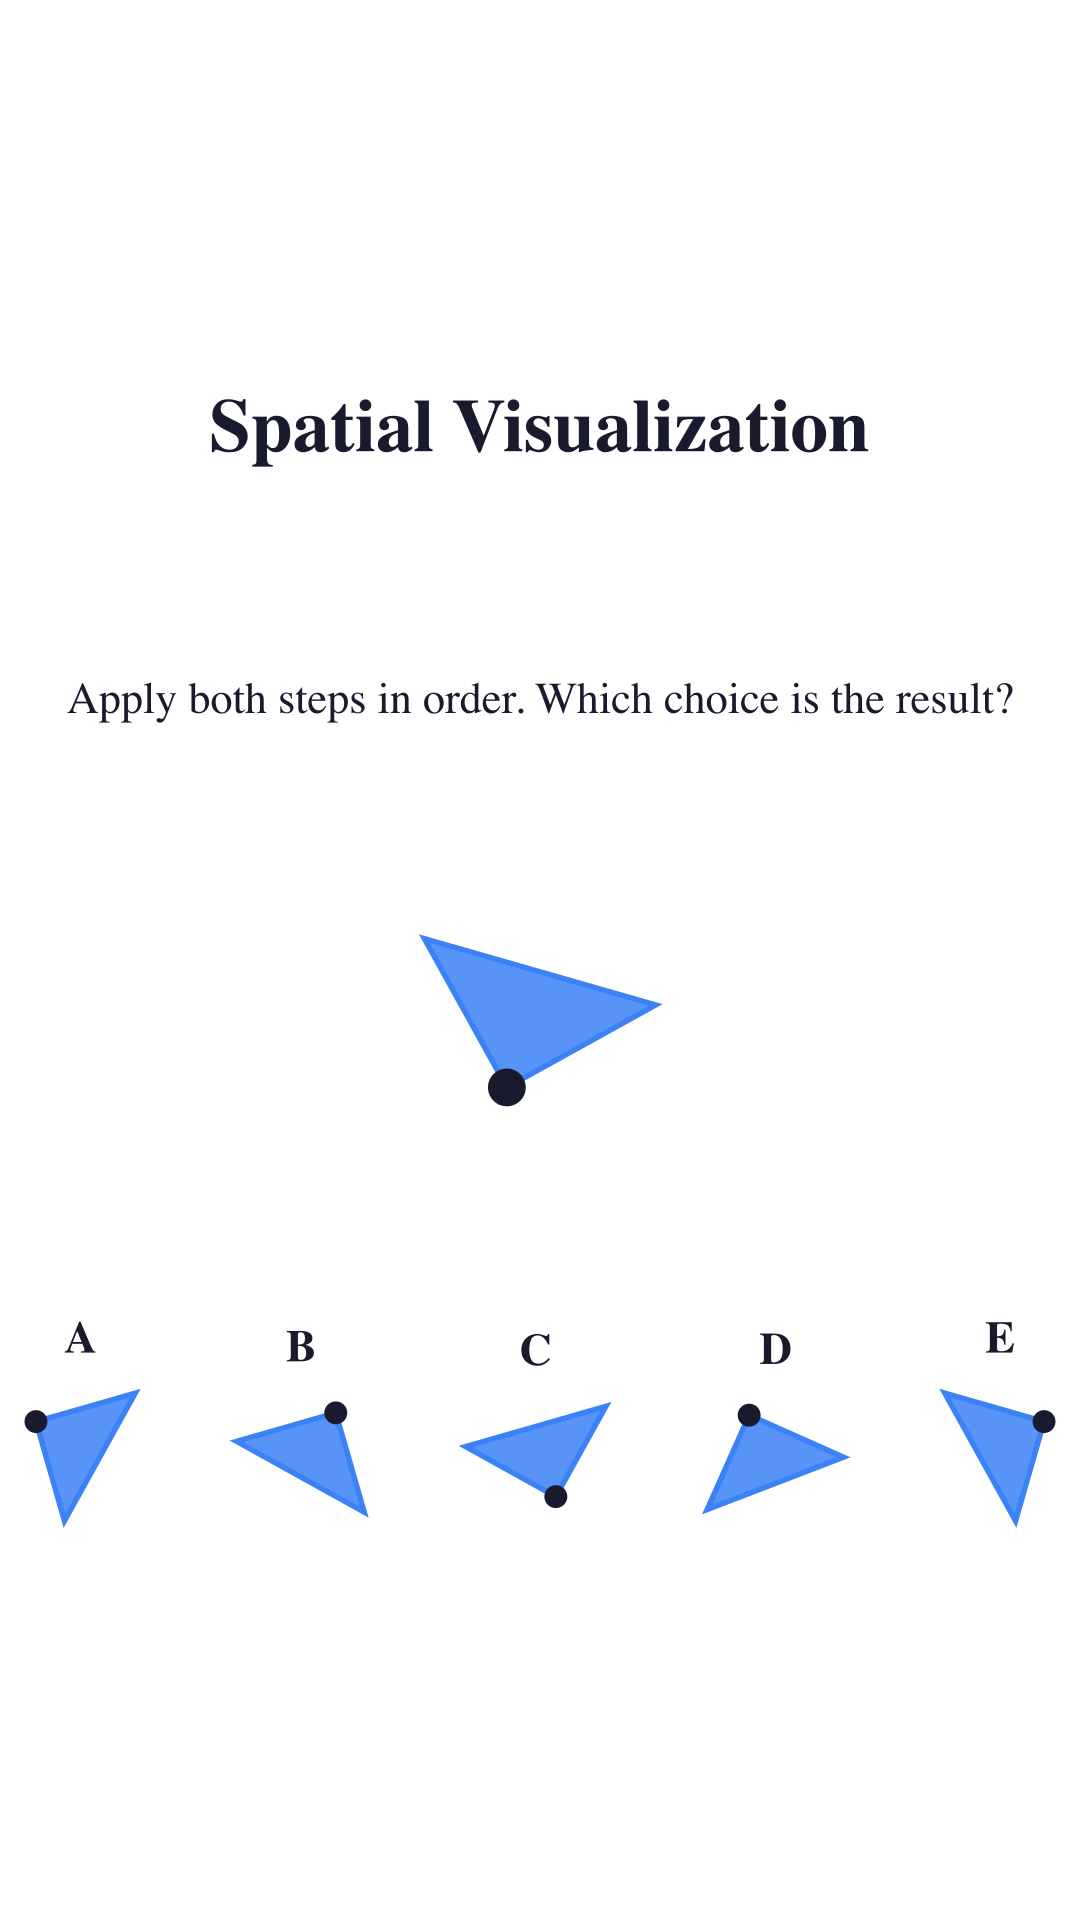 Spatial Visualization
Apply both steps in order. Which choice is the result?
A B C D E